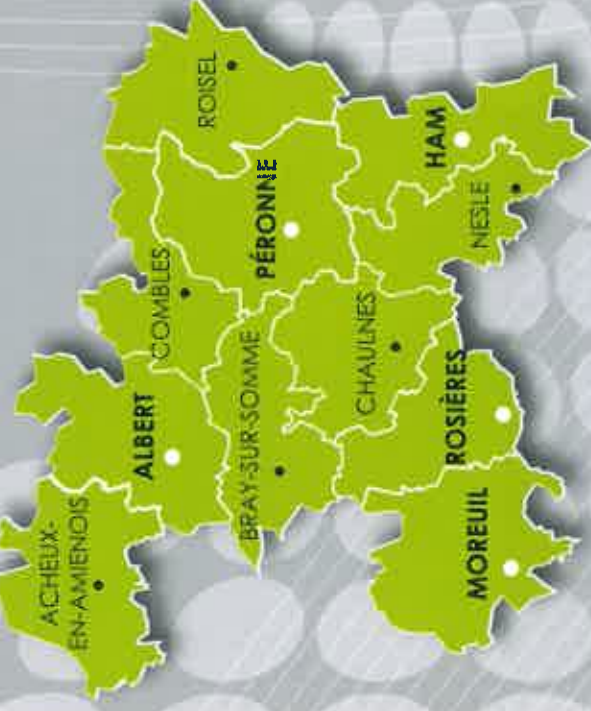 ACHEUX-
EN-AMIENOIS
ALBERT
COMBLES
ROISEL
BRAY-SUR-SOMME
PÉRONNE
CHAULNES
HAM
ROSIÈRES
MOREUIL
NESLE